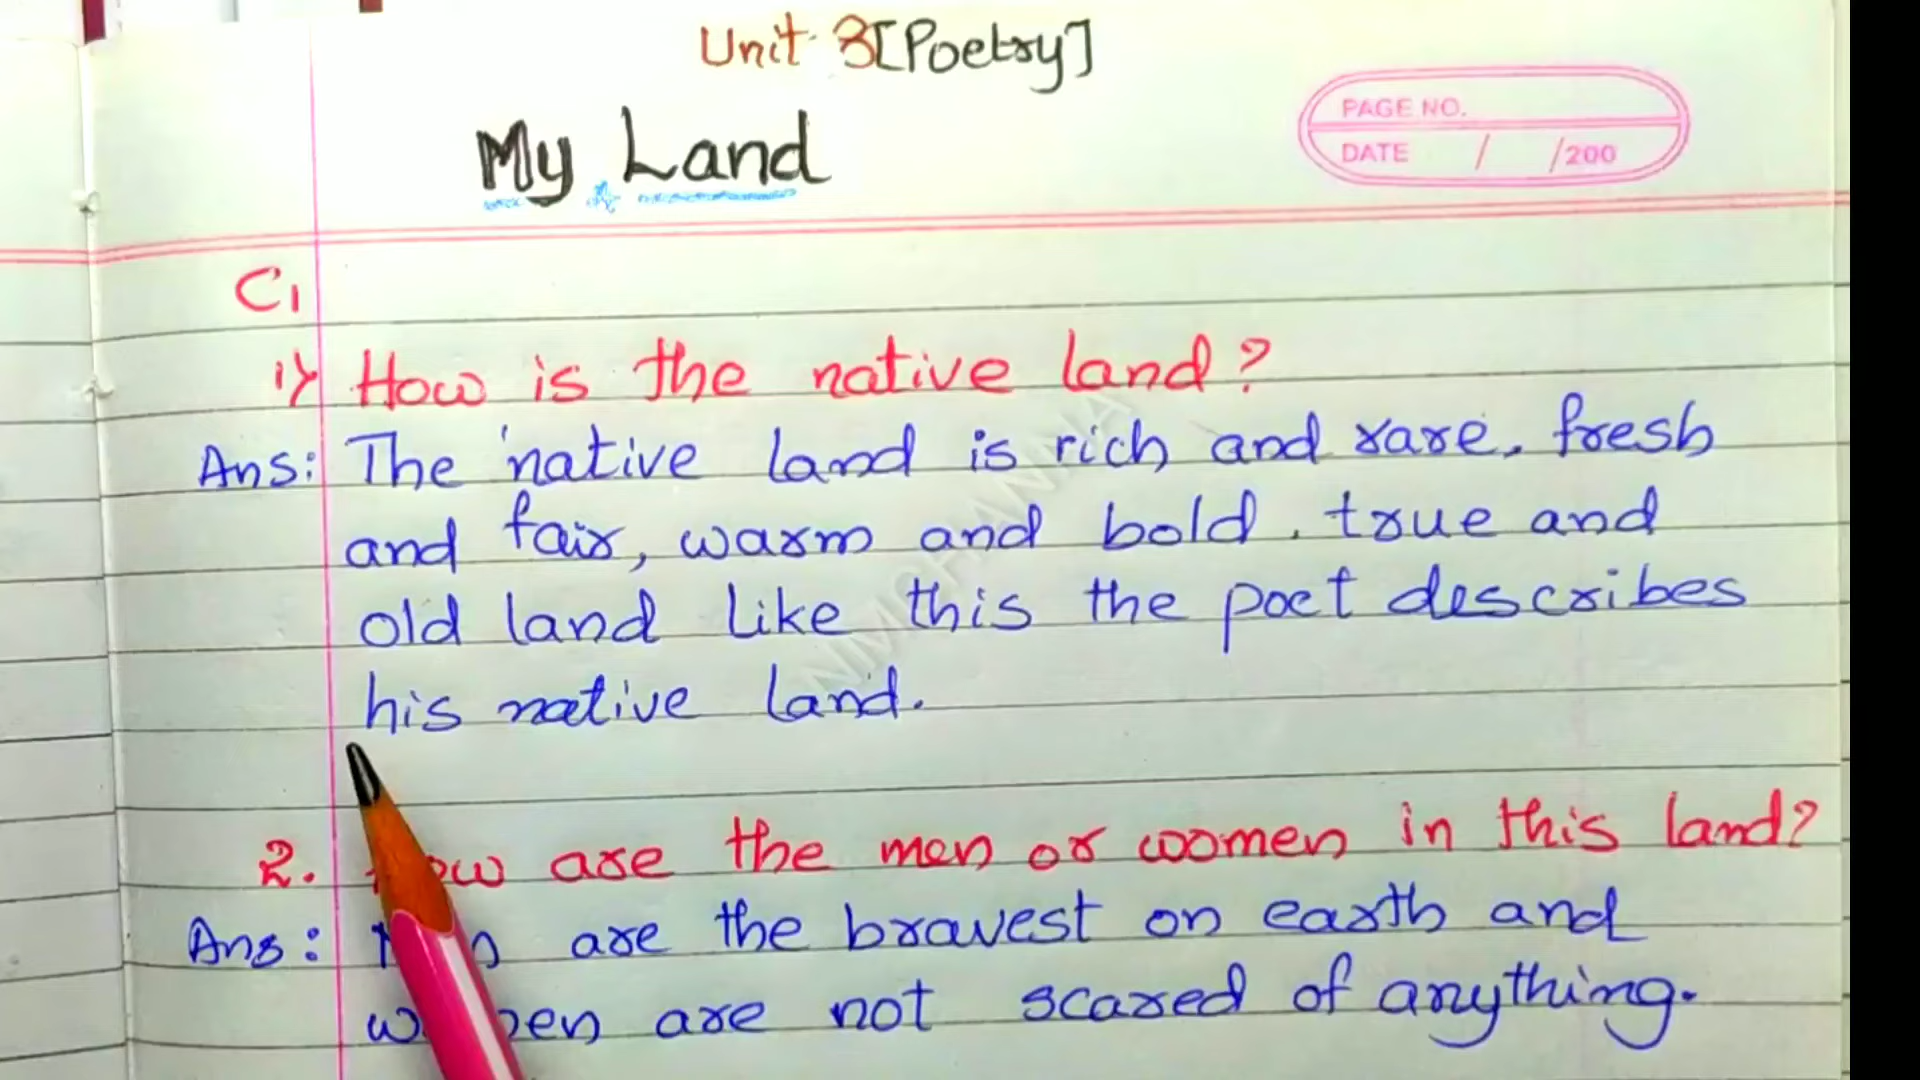 Unit 3[Poetry]
My Land
PAGE NO.
DATE / /200
C1
1) How is the native land?
Ans: The native land is rich and rare, fresh
and fair, warm and bold, true and
old land like this the poet describes
his native land.
2. are the men or women in this land?
Ans: are the bravest on earth and
are not scared of anything.